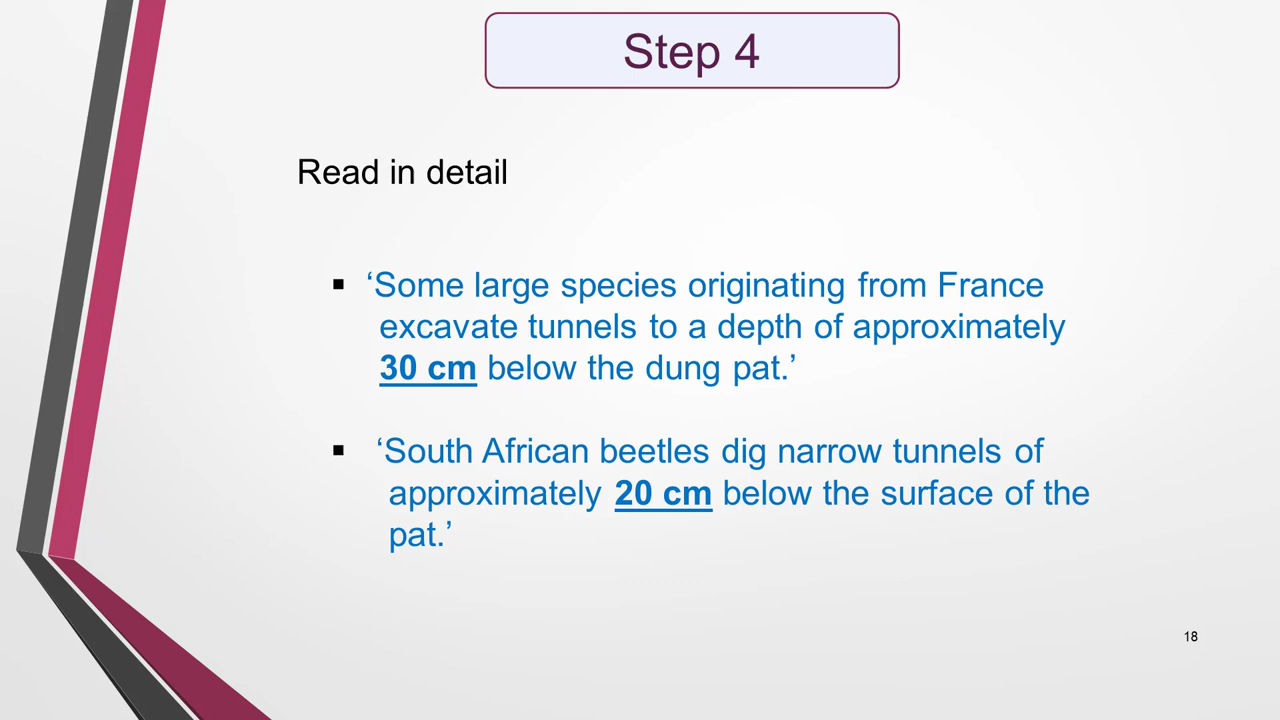 Step 4
Read in detail
▪ ‘Some large species originating from France
excavate tunnels to a depth of approximately
30 cm below the dung pat.’
▪ ‘South African beetles dig narrow tunnels of
approximately 20 cm below the surface of the
pat.’
18